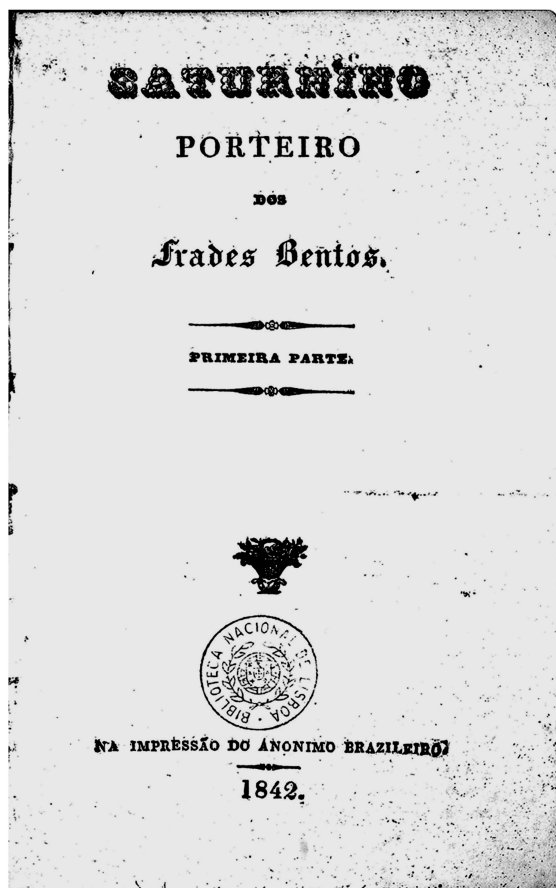 SATURNINO
PORTEIRO
DOS
Frades Bentos.
PRIMEIRA PARTE.
BIBLIOTECA NACIONAL DE LISBOA
NA IMPRESSÃO DO ANONIMO BRAZILEIRO.
1842.